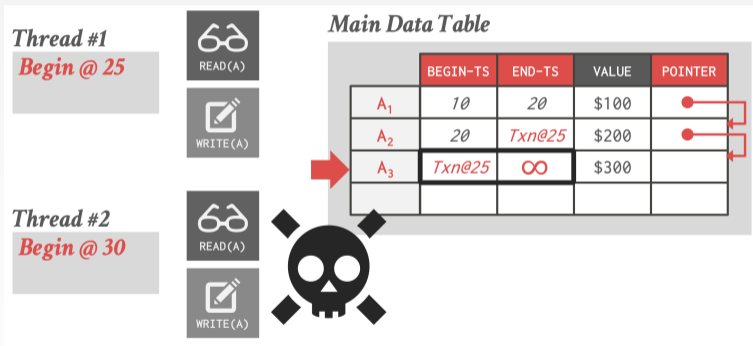 Main Data Table
Thread #1
Begin @ 25
READ(A)
WRITE(A)
BEGIN-TS END-TS VALUE POINTER
A₁ 10 20 $100
A₂ 20 Txn@25 $200
A₃ Txn@25 ∞ $300
Thread #2
Begin @ 30
READ(A)
WRITE(A)